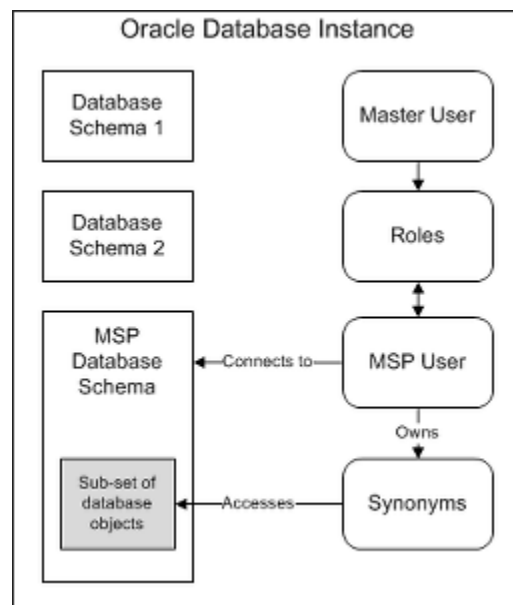 Oracle Database Instance
Database
Schema 1
Master User
Database
Schema 2
Roles
MSP
Database
Schema
Connects to
MSP User
Owns
Sub-set of
database
objects
Accesses
Synonyms